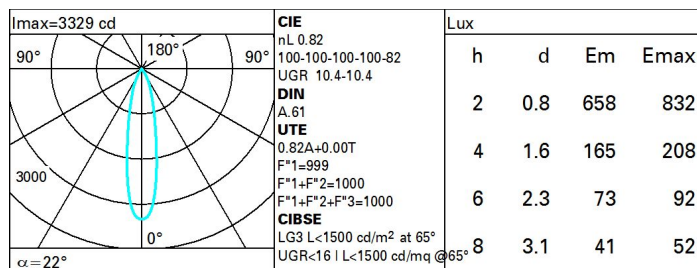 Imax=3329 cd
90°
180°
90°
3000
0°
α=22°
CIE
nL 0.82
100-100-100-100-82
UGR 10.4-10.4
DIN
A.61
UTE
0.82A+0.00T
F"1=999
F"1+F"2=1000
F"1+F"2+F"3=1000
CIBSE
LG3 L<1500 cd/m² at 65°
UGR<16 | L<1500 cd/mq @65°
Lux
h d Em Emax
2 0.8 658 832
4 1.6 165 208
6 2.3 73 92
8 3.1 41 52